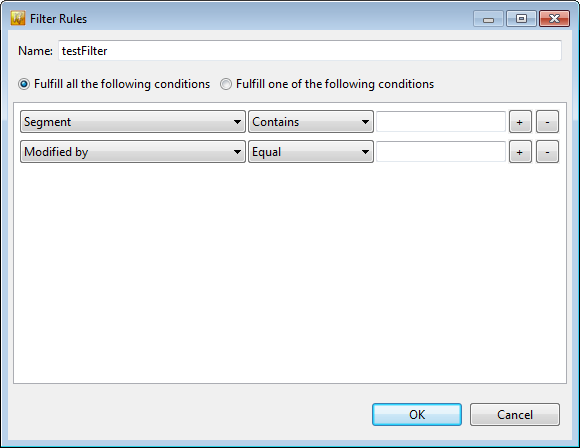 Filter Rules
Name: testFilter
Fulfill all the following conditions Fulfill one of the following conditions
Segment Contains + -
Modified by Equal + -
OK Cancel